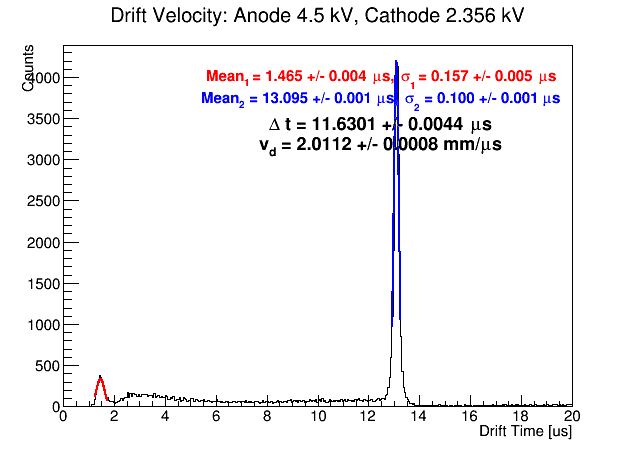 Drift Velocity: Anode 4.5 kV, Cathode 2.356 kV
Counts
Mean1 = 1.465 +/- 0.004 μs, σ1 = 0.157 +/- 0.005 μs
Mean2 = 13.095 +/- 0.001 μs, σ2 = 0.100 +/- 0.001 μs
Δ t = 11.6301 +/- 0.0044 μs
vd = 2.0112 +/- 0.0008 mm/μs
4000
3500
3000
2500
2000
1500
1000
500
0
0 2 4 6 8 10 12 14 16 18 20
Drift Time [us]